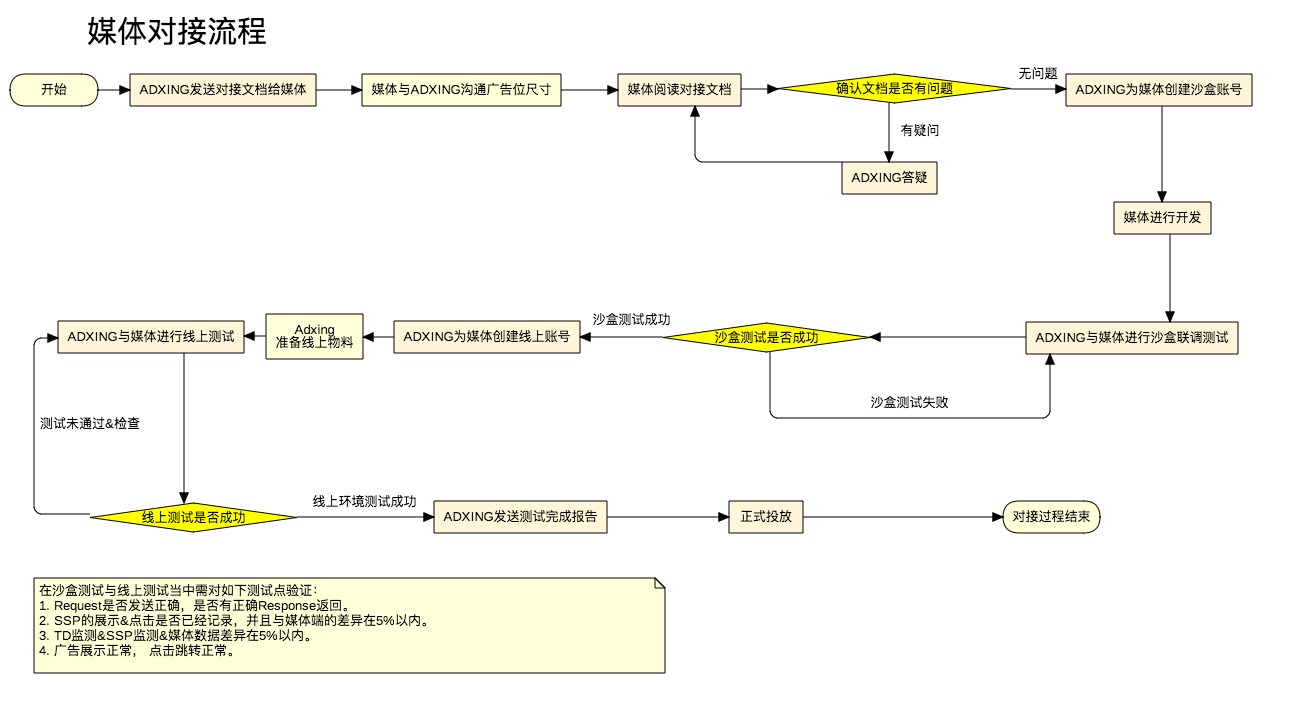 媒体对接流程
开始
ADXING发送对接文档给媒体
媒体与ADXING沟通广告位尺寸
媒体阅读对接文档
确认文档是否有问题
无问题
ADXING为媒体创建沙盒账号
有疑问
ADXING答疑
媒体进行开发
ADXING与媒体进行沙盒联调测试
沙盒测试是否成功
沙盒测试成功
沙盒测试失败
ADXING为媒体创建线上账号
Adxing
准备线上物料
ADXING与媒体进行线上测试
测试未通过&检查
线上测试是否成功
线上环境测试成功
ADXING发送测试完成报告
正式投放
对接过程结束
在沙盒测试与线上测试当中需对如下测试点验证：
1. Request是否发送正确，是否有正确Response返回。
2. SSP的展示&点击是否已经记录，并且与媒体端的差异在5%以内。
3. TD监测&SSP监测&媒体数据差异在5%以内。
4. 广告展示正常， 点击跳转正常。